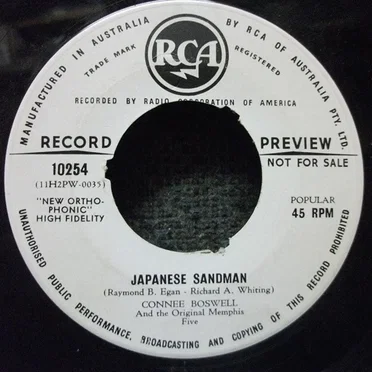 MANUFACTURED IN AUSTRALIA
BY RCA OF AUSTRALIA PTY. LTD.
TRADE MARK
REGISTERED
RCA
RECORDED BY RADIO CORPORATION OF AMERICA
RECORD PREVIEW
10254
NOT FOR SALE
(11H2PW-0035)
"NEW ORTHO-
PHONIC"
HIGH FIDELITY
POPULAR
45 RPM
JAPANESE SANDMAN
(Raymond B. Egan - Richard A. Whiting)
CONNEE BOSWELL
And the Original Memphis
Five
UNAUTHORISED PUBLIC PERFORMANCE, BROADCASTING AND COPYING OF THIS RECORD PROHIBITED